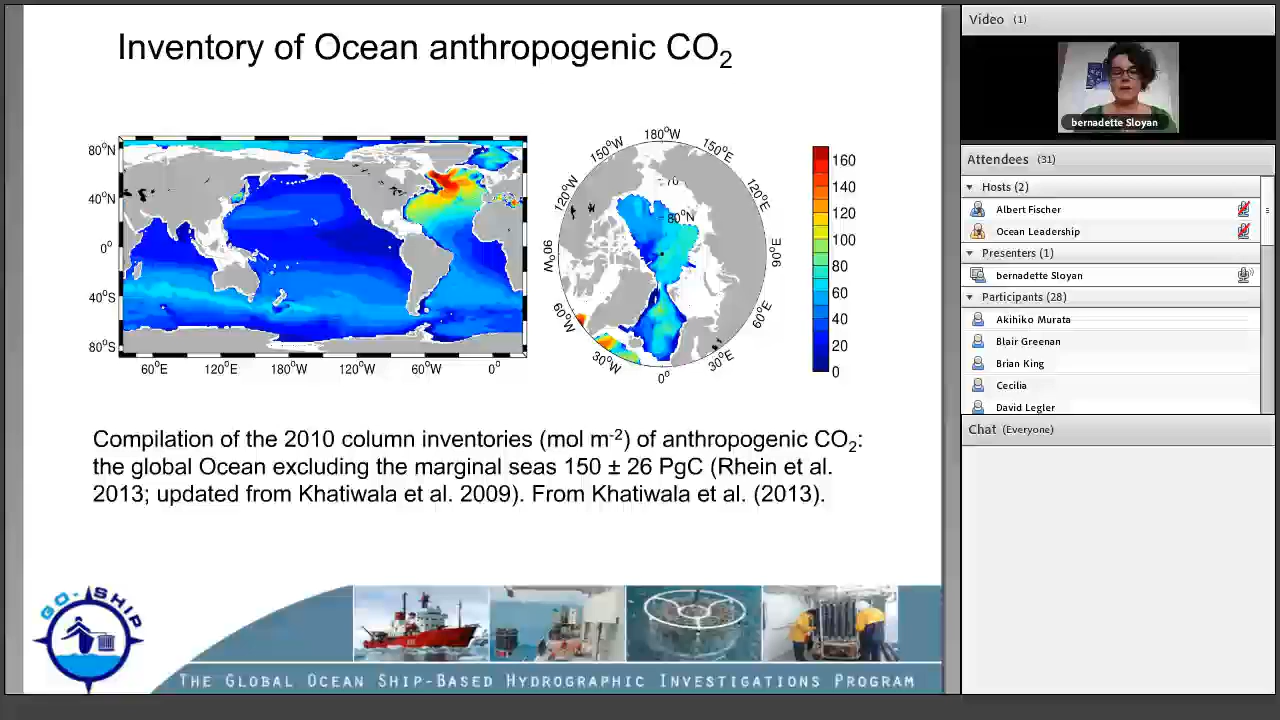 Inventory of Ocean anthropogenic CO2
80°N
40°N
0°
40°S
80°S
60°E
120°E
180°W
120°W
60°W
0°
180°W
150°W
150°E
120°W
120°E
90°W
90°E
60°W
60°E
30°W
30°E
0°
70
80°N
160
140
120
100
80
60
40
20
0
Compilation of the 2010 column inventories (mol m-2) of anthropogenic CO2:
the global Ocean excluding the marginal seas 150 ± 26 PgC (Rhein et al.
2013; updated from Khatiwala et al. 2009). From Khatiwala et al. (2013).
GO-SHIP
THE GLOBAL OCEAN SHIP-BASED HYDROGRAPHIC INVESTIGATIONS PROGRAM
Video (1)
bernadette Sloyan
Attendees (31)
Hosts (2)
Albert Fischer
Ocean Leadership
Presenters (1)
bernadette Sloyan
Participants (28)
Akihiko Murata
Blair Greenan
Brian King
Cecilia
David Legler
Chat (Everyone)